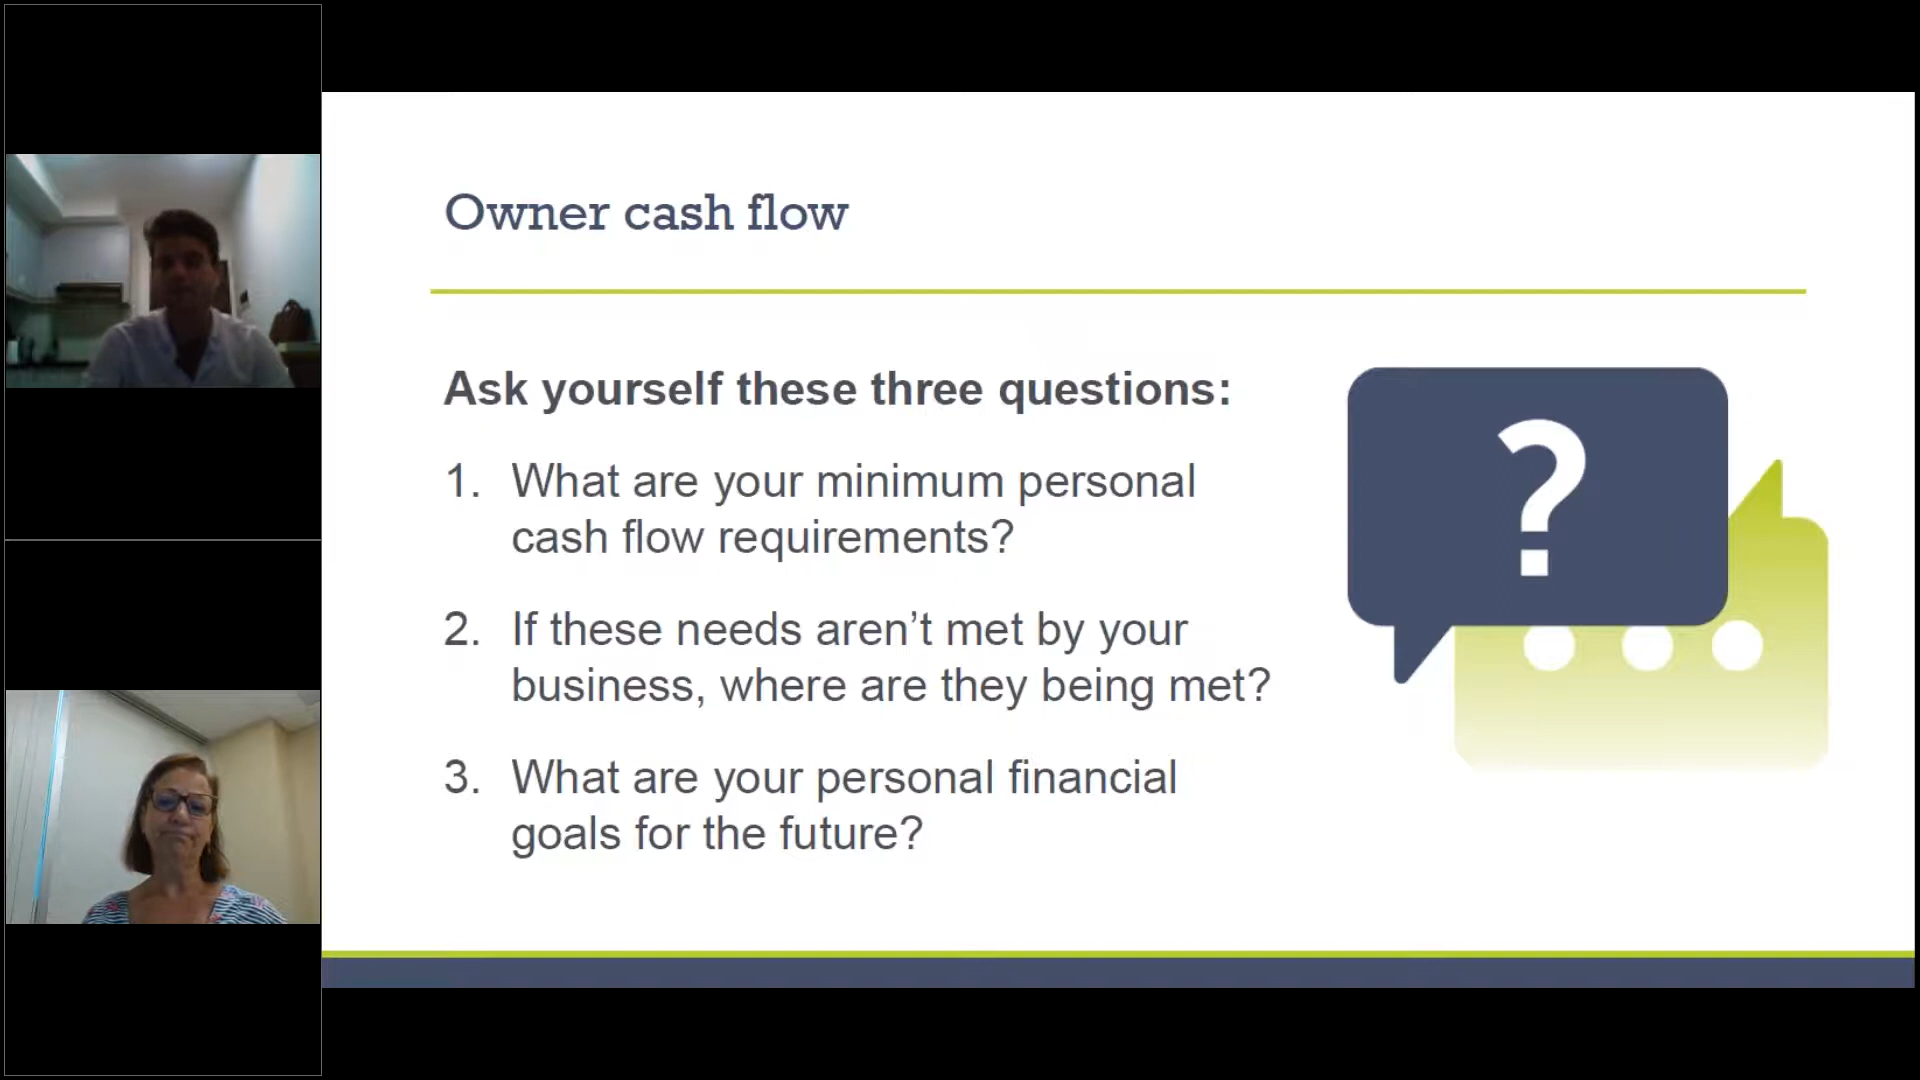 Owner cash flow
Ask yourself these three questions:
1. What are your minimum personal
cash flow requirements?
2. If these needs aren’t met by your
business, where are they being met?
3. What are your personal financial
goals for the future?
?